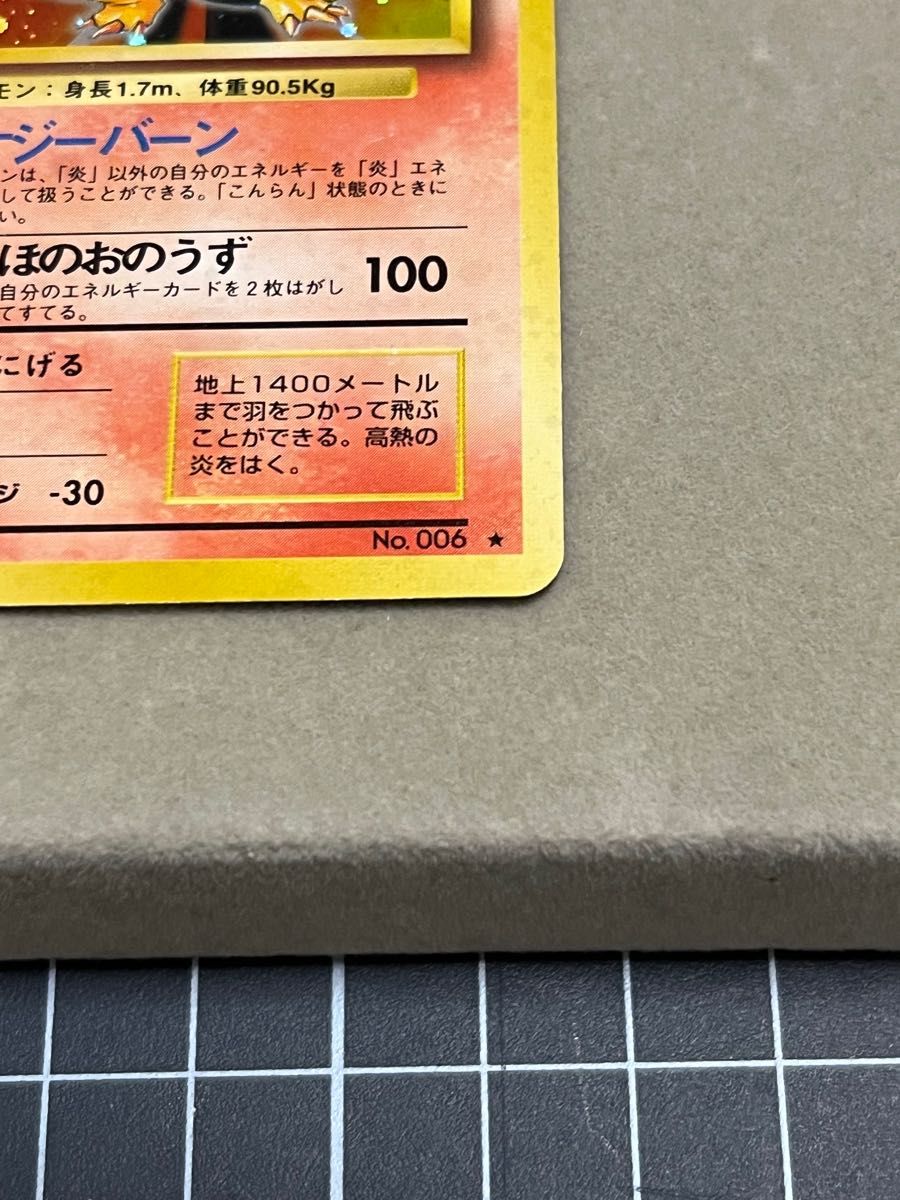 モン：身長1.7m、体重90.5Kg
ージーバーン
ンは、「炎」以外の自分のエネルギーを「炎」エネ
して扱うことができる。「こんらん」状態のときに
い。
ほのおのうず 100
自分のエネルギーカードを2枚はがし
てすてる。
にげる
地上1400メートル
まで羽をつかって飛ぶ
ことができる。高熱の
炎をはく。
ジ -30
No. 006 ★